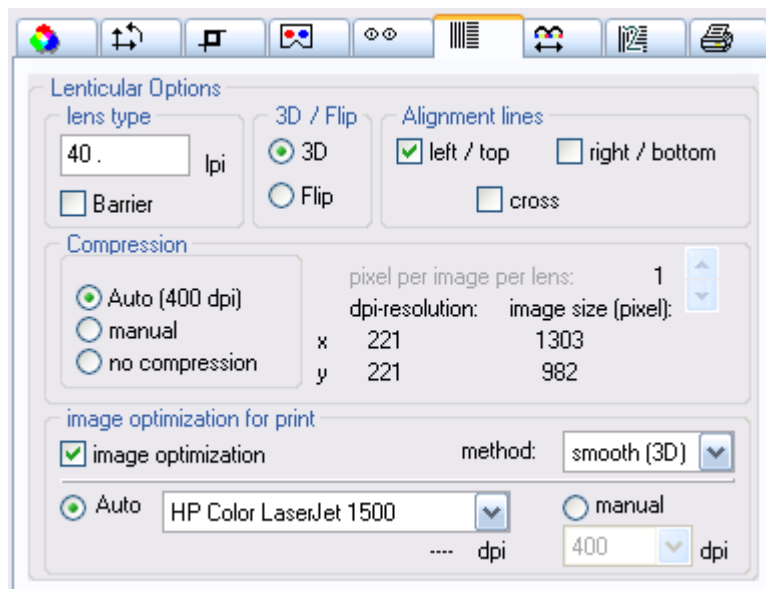 Lenticular Options
lens type
40 .
lpi
Barrier
3D / Flip
3D
Flip
Alignment lines
left / top
right / bottom
cross
Compression
Auto (400 dpi)
manual
no compression
pixel per image per lens: 1
dpi-resolution: image size (pixel):
x 221 1303
y 221 982
image optimization for print
image optimization
method: smooth (3D)
Auto HP Color LaserJet 1500
---- dpi
manual
400 dpi